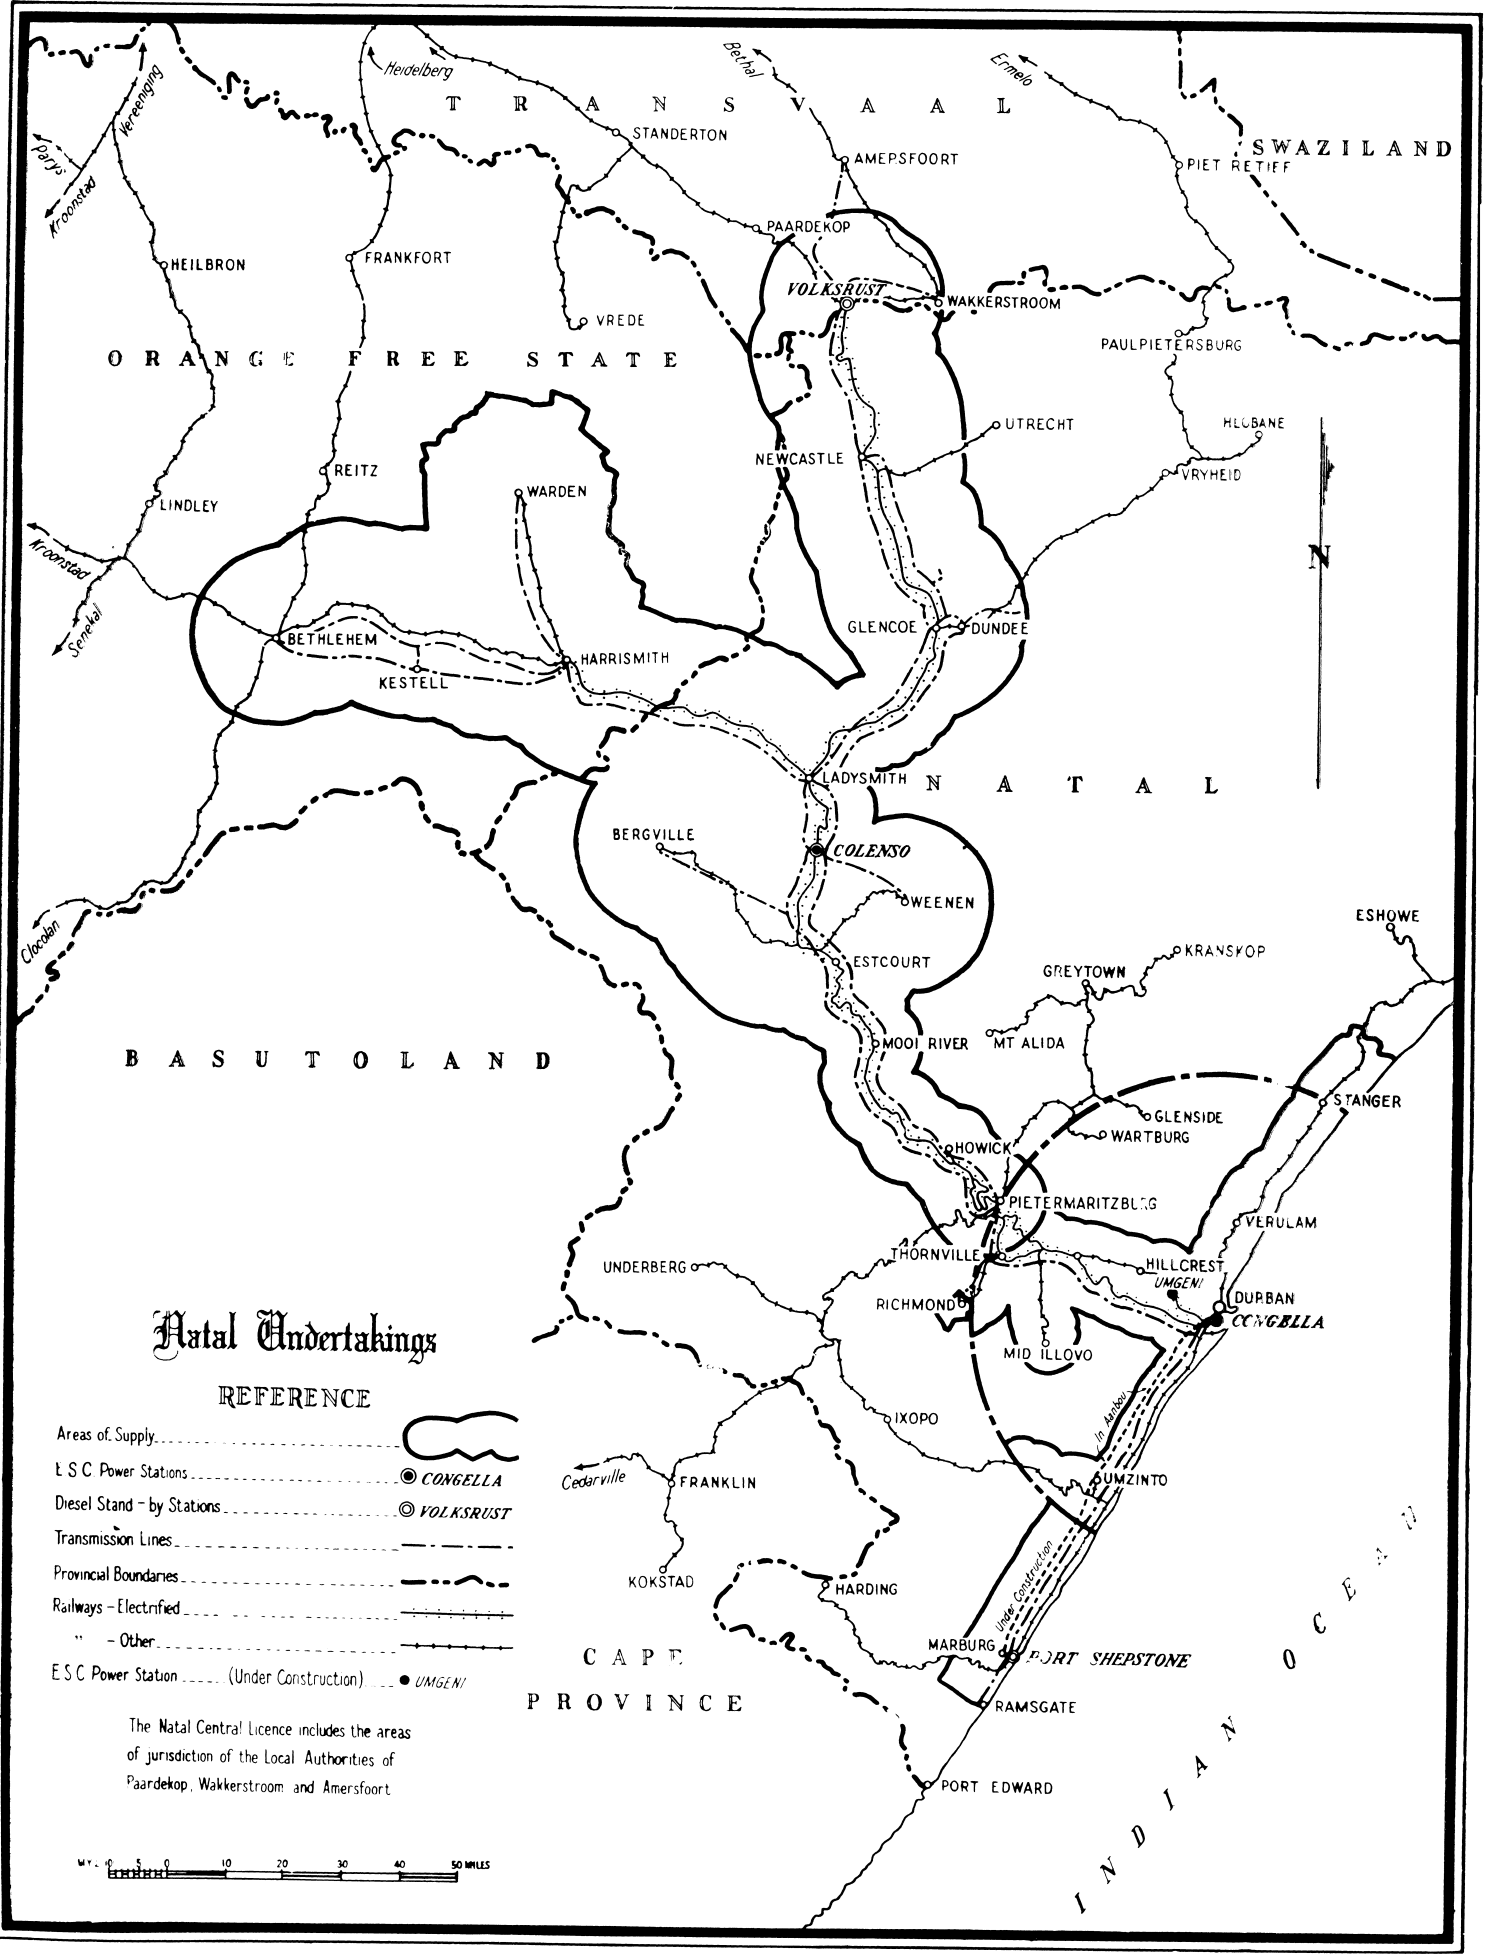 Bethal
Ermelo
Heidelberg
Vereeniging
TRANSVAAL
STANDERTON
SWAZILAND
Parys
AMERSFOORT
PIET RETIEF
Kroonstad
PAARDEKOP
HEILBRON
FRANKFORT
VOLKSRUST
WAKKERSTROOM
VREDE
PAULPIETERSBURG
ORANGE FREE STATE
UTRECHT
HLOBANE
NEWCASTLE
REITZ
VRYHEID
WARDEN
LINDLEY
Kroonstad
N
Senekal
GLENCOE
DUNDEE
BETHLEHEM
HARRISMITH
KESTELL
LADYSMITH
NATAL
BERGVILLE
COLENSO
WEENEN
ESHOWE
Clocolan
KRANSKOP
ESTCOURT
GREYTOWN
MOOI RIVER
MT ALIDA
BASUTOLAND
STANGER
GLENSIDE
WARTBURG
HOWICK
PIETERMARITZBURG
VERULAM
THORNVILLE
UNDERBERG
HILLCREST
UMGENI
DURBAN
RICHMOND
CONGELLA
MID ILLOVO
In Aanbou
IXOPO
UMZINTO
Cedarville
FRANKLIN
Under Construction
KOKSTAD
HARDING
MARBURG
PORT SHEPSTONE
CAPE
PROVINCE
RAMSGATE
PORT EDWARD
INDIAN OCEAN
Natal Undertakings
REFERENCE
Areas of Supply
E S C Power Stations CONGELLA
Diesel Stand-by Stations VOLKSRUST
Transmission Lines
Provincial Boundaries
Railways - Electrified
" - Other
E S C Power Station (Under Construction) UMGENI
The Natal Central Licence includes the areas
of jurisdiction of the Local Authorities of
Paardekop, Wakkerstroom and Amersfoort
10 5 0 10 20 30 40 50 MILES